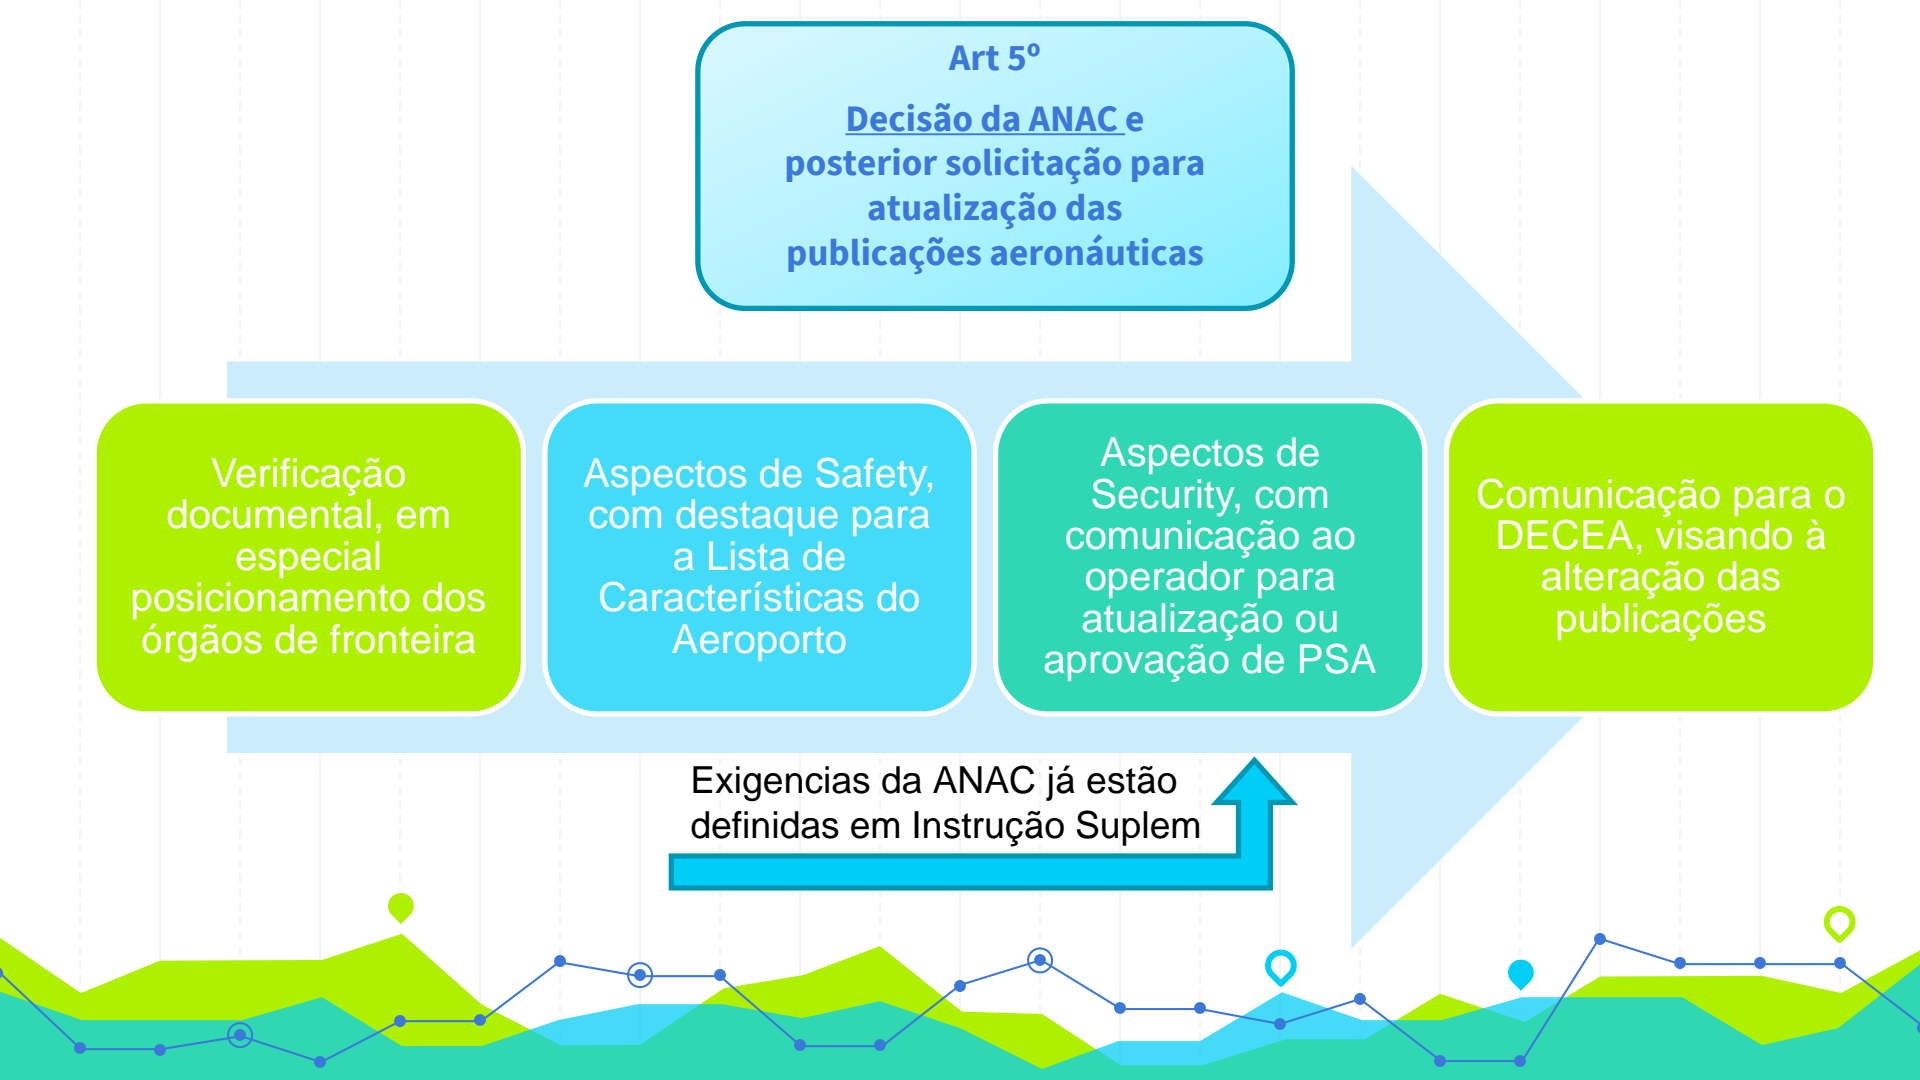 Art 5º
Decisão da ANAC e
posterior solicitação para
atualização das
publicações aeronáuticas
Verificação
documental, em
especial
posicionamento dos
órgãos de fronteira
Aspectos de Safety,
com destaque para
a Lista de
Características do
Aeroporto
Aspectos de
Security, com
comunicação ao
operador para
atualização ou
aprovação de PSA
Comunicação para o
DECEA, visando à
alteração das
publicações
Exigencias da ANAC já estão
definidas em Instrução Suplem